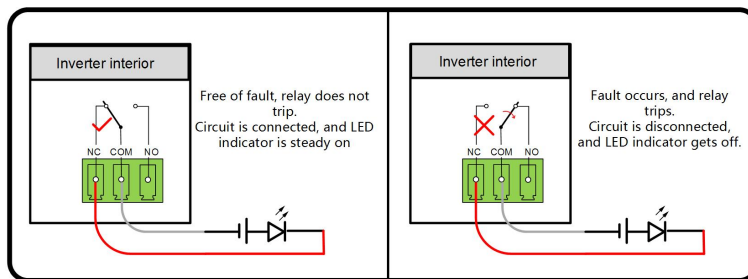 Inverter interior
Free of fault, relay does not
trip.
Circuit is connected, and LED
indicator is steady on
NC COM NO
Inverter interior
Fault occurs, and relay
trips.
Circuit is disconnected,
and LED indicator gets off.
NC COM NO